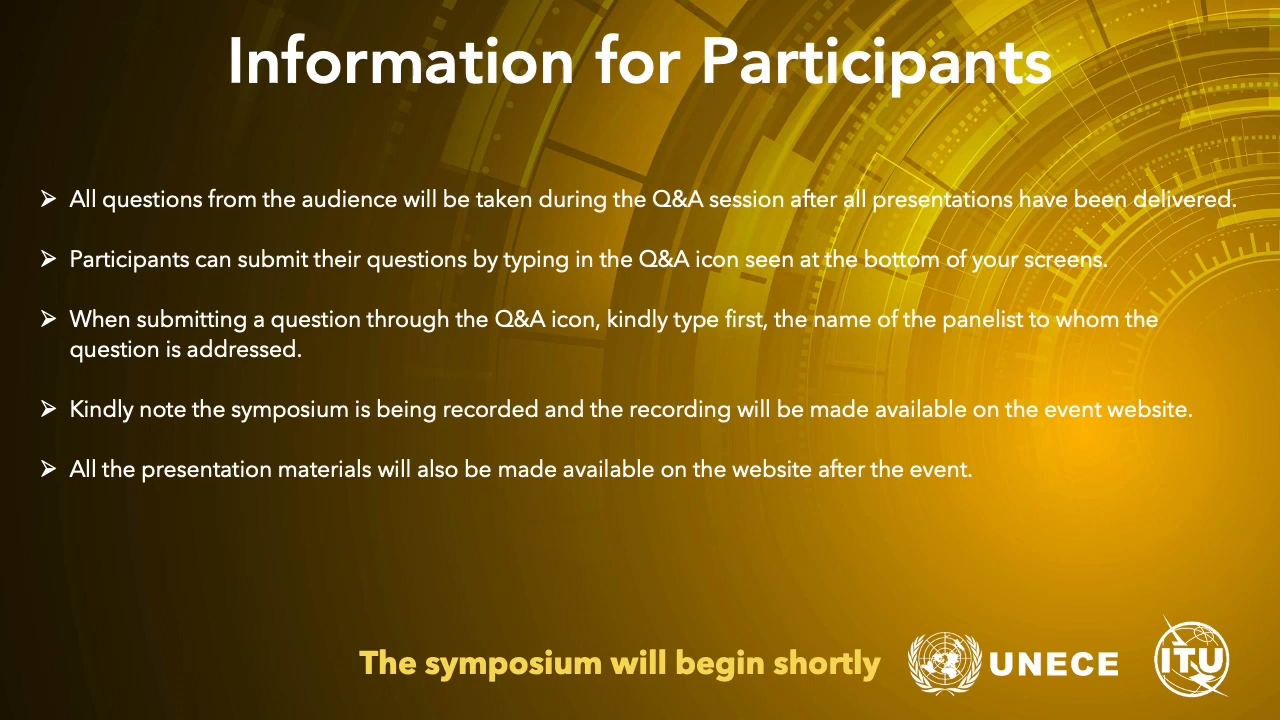 Information for Participants
➢ All questions from the audience will be taken during the Q&A session after all presentations have been delivered.
➢ Participants can submit their questions by typing in the Q&A icon seen at the bottom of your screens.
➢ When submitting a question through the Q&A icon, kindly type first, the name of the panelist to whom the
question is addressed.
➢ Kindly note the symposium is being recorded and the recording will be made available on the event website.
➢ All the presentation materials will also be made available on the website after the event.
The symposium will begin shortly
UNECE
ITU